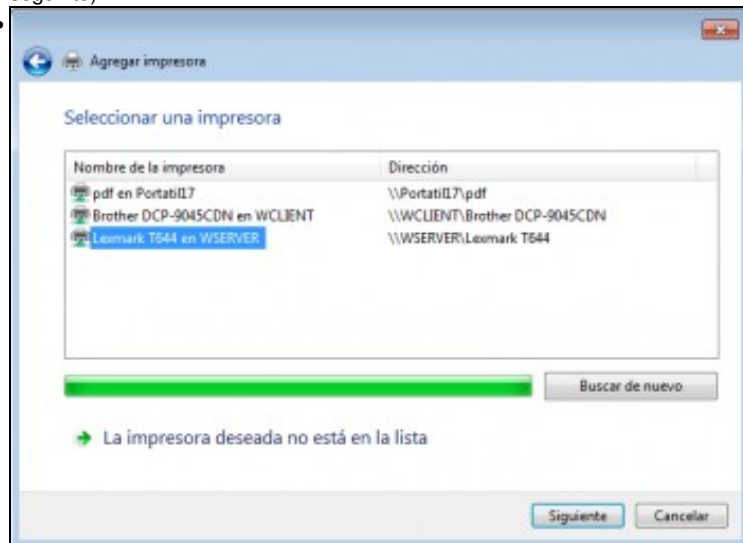 Agregar impresora
Seleccionar una impresora
Nombre de la impresora Dirección
pdf en Portatil17 \\Portatil17\pdf
Brother DCP-9045CDN en WCLIENT \\WCLIENT\Brother DCP-9045CDN
Lexmark T644 en WSERVER \\WSERVER\Lexmark T644
Buscar de nuevo
La impresora deseada no está en la lista
Siguiente Cancelar